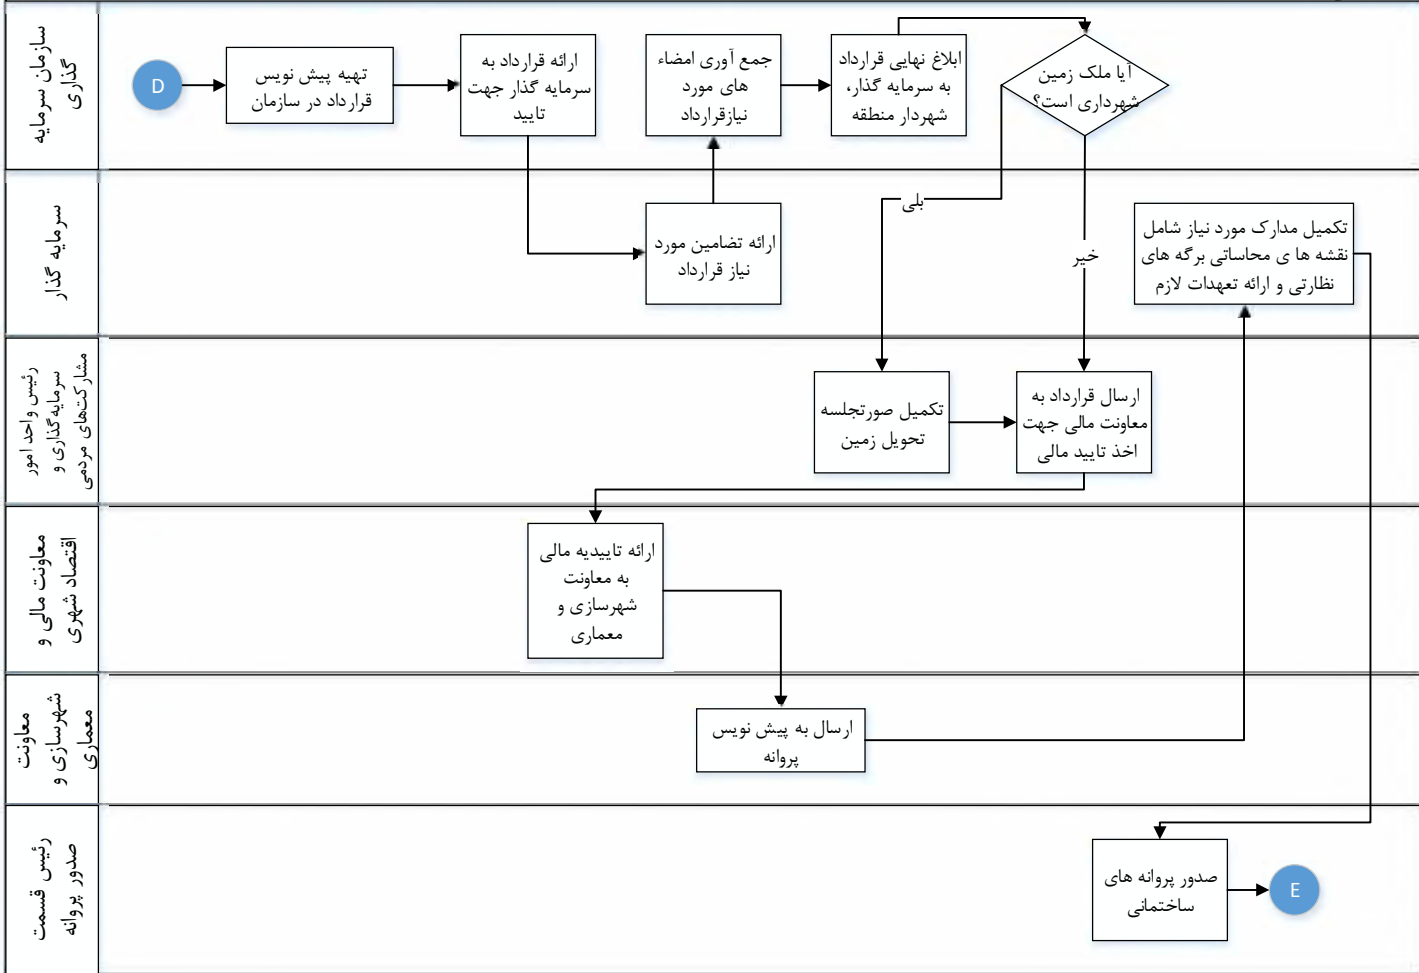 سازمان سرمایه
گذاری
D
تهیه پیش نویس
قرارداد در سازمان
ارائه قرارداد به
سرمایه گذار جهت
تایید
جمع آوری امضاء
های مورد
نیازقرارداد
ابلاغ نهایی قرارداد
به سرمایه گذار،
شهردار منطقه
آیا ملک زمین
شهرداری است؟
بلی
خیر
سرمایه گذار
ارائه تضامین مورد
نیاز قرارداد
تکمیل مدارک مورد نیاز شامل
نقشه ها ی محاساتی برگه های
نظارتی و ارائه تعهدات لازم
رئیس واحد امور
سرمایه‌گذاری و
مشارکت‌های مردمی
تکمیل صورتجلسه
تحویل زمین
ارسال قرارداد به
معاونت مالی جهت
اخذ تایید مالی
معاونت مالی و
اقتصاد شهری
ارائه تاییدیه مالی
به معاونت
شهرسازی و
معماری
معاونت
شهرسازی و
معماری
ارسال به پیش نویس
پروانه
رئیس قسمت
صدور پروانه
صدور پروانه های
ساختمانی
E